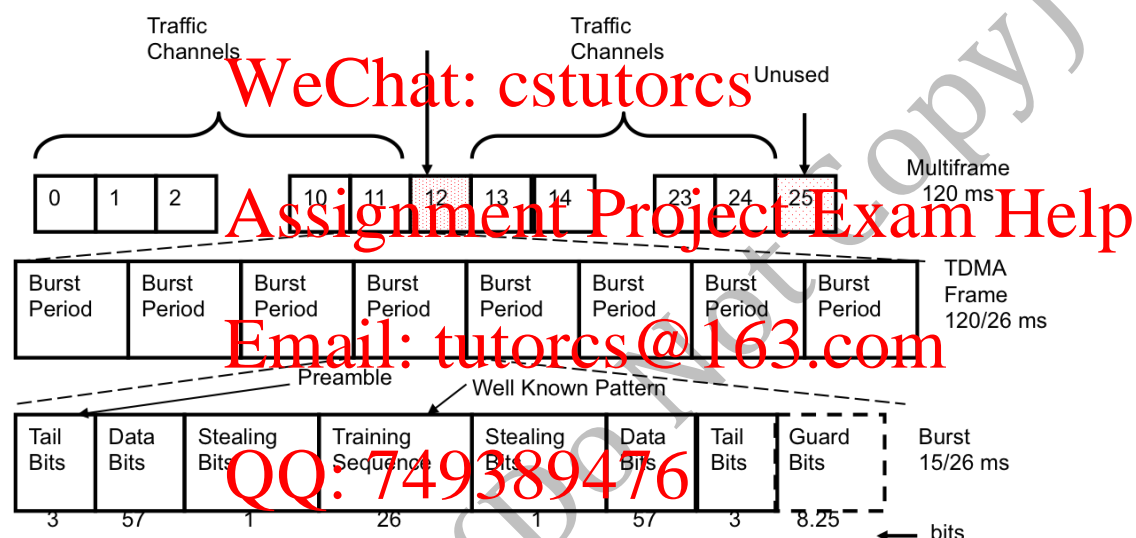 Traffic
Channels
Traffic
Channels
Unused
WeChat: cstutorcs
0 1 2 10 11 12 13 14 23 24 25
Multiframe
120 ms
Assignment Project Exam Help
Burst
Period
Burst
Period
Burst
Period
Burst
Period
Burst
Period
Burst
Period
Burst
Period
Burst
Period
TDMA
Frame
120/26 ms
Email: tutorcs@163.com
Preamble
Well Known Pattern
Tail
Bits
Data
Bits
Stealing
Bits
Training
Sequence
Stealing
Bits
Data
Bits
Tail
Bits
Guard
Bits
Burst
15/26 ms
QQ: 749389476
3 57 1 26 1 57 3 8.25
bits
Do Not Copy